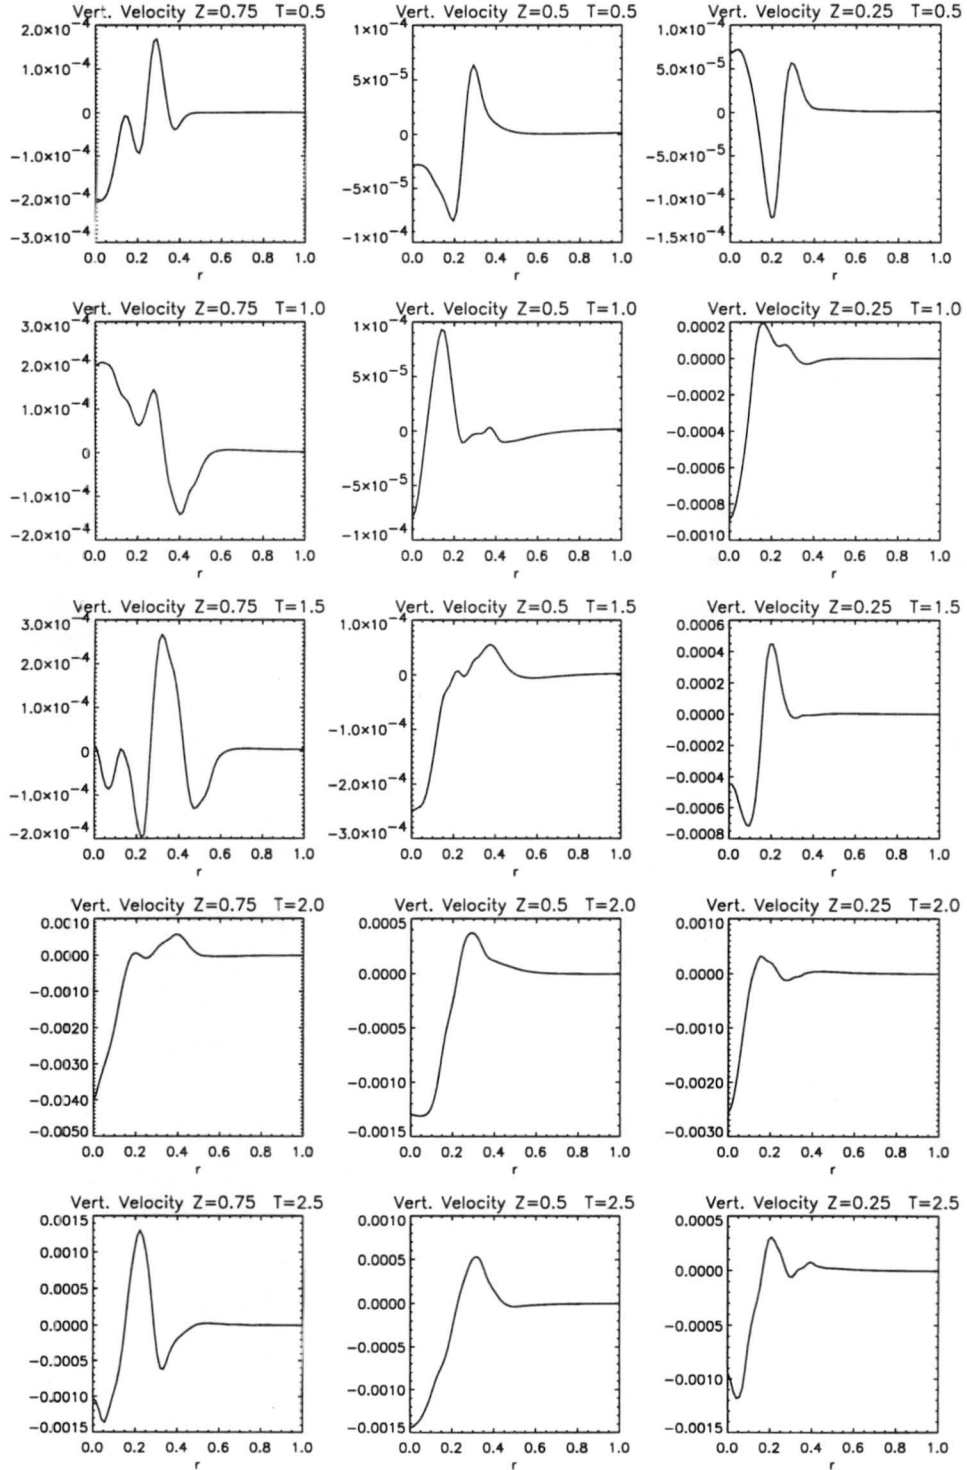 Vert. Velocity Z=0.75 T=0.5
2.0×10⁻⁴
1.0×10⁻⁴
0
−1.0×10⁻⁴
−2.0×10⁻⁴
−3.0×10⁻⁴
0.0 0.2 0.4 0.6 0.8 1.0
r
Vert. Velocity Z=0.5 T=0.5
1×10⁻⁴
5×10⁻⁵
0
−5×10⁻⁵
−1×10⁻⁴
0.0 0.2 0.4 0.6 0.8 1.0
r
Vert. Velocity Z=0.25 T=0.5
1.0×10⁻⁴
5.0×10⁻⁵
0
−5.0×10⁻⁵
−1.0×10⁻⁴
−1.5×10⁻⁴
0.0 0.2 0.4 0.6 0.8 1.0
r
Vert. Velocity Z=0.75 T=1.0
3.0×10⁻⁴
2.0×10⁻⁴
1.0×10⁻⁴
0
−1.0×10⁻⁴
−2.0×10⁻⁴
0.0 0.2 0.4 0.6 0.8 1.0
r
Vert. Velocity Z=0.5 T=1.0
1×10⁻⁴
5×10⁻⁵
0
−5×10⁻⁵
−1×10⁻⁴
0.0 0.2 0.4 0.6 0.8 1.0
r
Vert. Velocity Z=0.25 T=1.0
0.0002
0.0000
−0.0002
−0.0004
−0.0006
−0.0008
−0.0010
0.0 0.2 0.4 0.6 0.8 1.0
r
Vert. Velocity Z=0.75 T=1.5
3.0×10⁻⁴
2.0×10⁻⁴
1.0×10⁻⁴
0
−1.0×10⁻⁴
−2.0×10⁻⁴
0.0 0.2 0.4 0.6 0.8 1.0
r
Vert. Velocity Z=0.5 T=1.5
1.0×10⁻⁴
0
−1.0×10⁻⁴
−2.0×10⁻⁴
−3.0×10⁻⁴
0.0 0.2 0.4 0.6 0.8 1.0
r
Vert. Velocity Z=0.25 T=1.5
0.0006
0.0004
0.0002
0.0000
−0.0002
−0.0004
−0.0006
−0.0008
0.0 0.2 0.4 0.6 0.8 1.0
r
Vert. Velocity Z=0.75 T=2.0
0.0010
0.0000
−0.0010
−0.0020
−0.0030
−0.0040
−0.0050
0.0 0.2 0.4 0.6 0.8 1.0
r
Vert. Velocity Z=0.5 T=2.0
0.0005
0.0000
−0.0005
−0.0010
−0.0015
0.0 0.2 0.4 0.6 0.8 1.0
r
Vert. Velocity Z=0.25 T=2.0
0.0010
0.0000
−0.0010
−0.0020
−0.0030
0.0 0.2 0.4 0.6 0.8 1.0
r
Vert. Velocity Z=0.75 T=2.5
0.0015
0.0010
0.0005
0.0000
−0.0005
−0.0010
−0.0015
0.0 0.2 0.4 0.6 0.8 1.0
r
Vert. Velocity Z=0.5 T=2.5
0.0010
0.0005
0.0000
−0.0005
−0.0010
−0.0015
0.0 0.2 0.4 0.6 0.8 1.0
r
Vert. Velocity Z=0.25 T=2.5
0.0005
0.0000
−0.0005
−0.0010
−0.0015
0.0 0.2 0.4 0.6 0.8 1.0
r